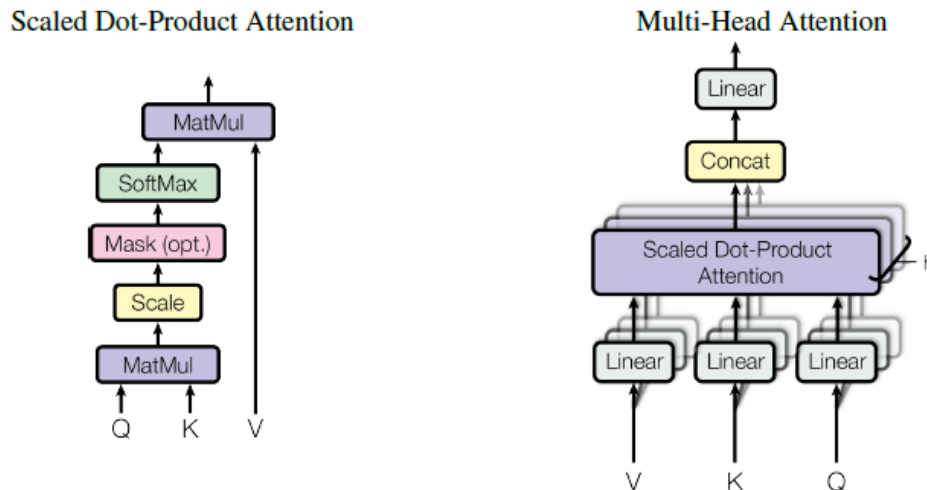 Scaled Dot-Product Attention
MatMul
SoftMax
Mask (opt.)
Scale
MatMul
Q K V
Multi-Head Attention
Linear
Concat
Scaled Dot-Product
Attention
Linear Linear Linear
V K Q